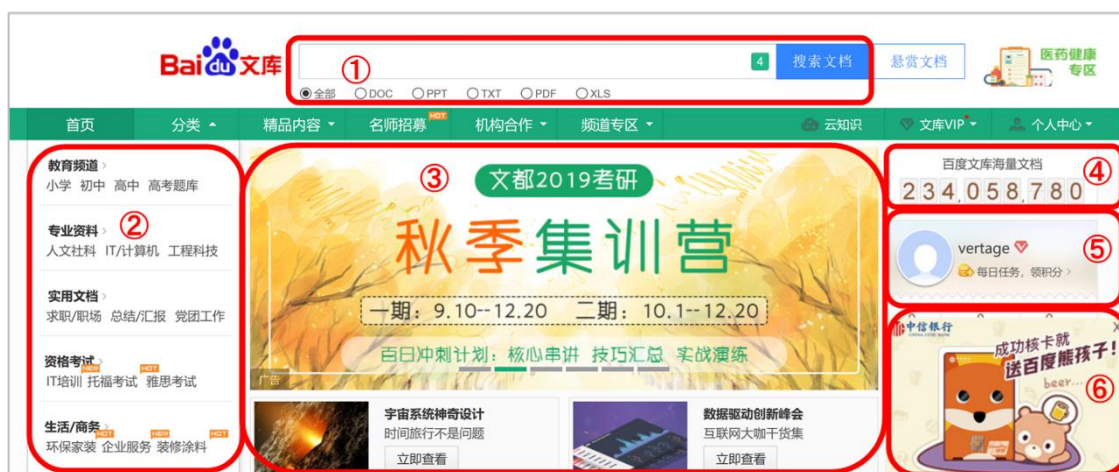 Bai du 文库
①
4
搜索文档
悬赏文档
医药健康
专区
全部 DOC PPT TXT PDF XLS
首页 分类 精品内容 名师招募 HOT 机构合作 频道专区 云知识 文库VIP 个人中心
教育频道 >
小学 初中 高中 高考题库
②
专业资料 >
人文社科 IT/计算机 工程科技
实用文档 >
求职/职场 总结/汇报 党团工作
资格考试 >
NEW HOT
IT培训 托福考试 雅思考试
生活/商务 >
HOT NEW HOT
环保家装 企业服务 装修涂料
③
文都2019考研
秋季集训营
一期：9.10--12.20 二期：10.1--12.20
百日冲刺计划：核心串讲 技巧汇总 实战演练
广告
宇宙系统神奇设计
时间旅行不是问题
立即查看
数据驱动创新峰会
互联网大咖干货集
立即查看
百度文库海量文档
④
234,058,780
⑤
vertage
每日任务，领积分 >
中信银行
CHINA CITIC BANK
成功核卡就
送百度熊孩子!
beer...
⑥